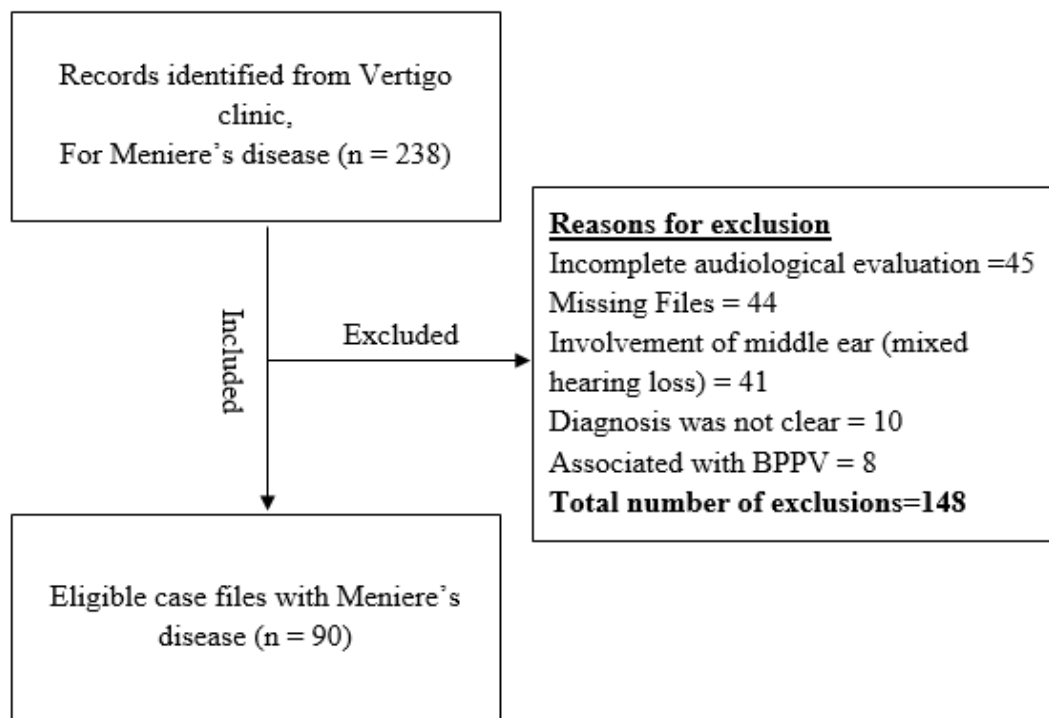 Records identified from Vertigo
clinic,
For Meniere’s disease (n = 238)
Reasons for exclusion
Incomplete audiological evaluation =45
Missing Files = 44
Involvement of middle ear (mixed
hearing loss) = 41
Diagnosis was not clear = 10
Associated with BPPV = 8
Total number of exclusions=148
Included
Excluded
Eligible case files with Meniere’s
disease (n = 90)